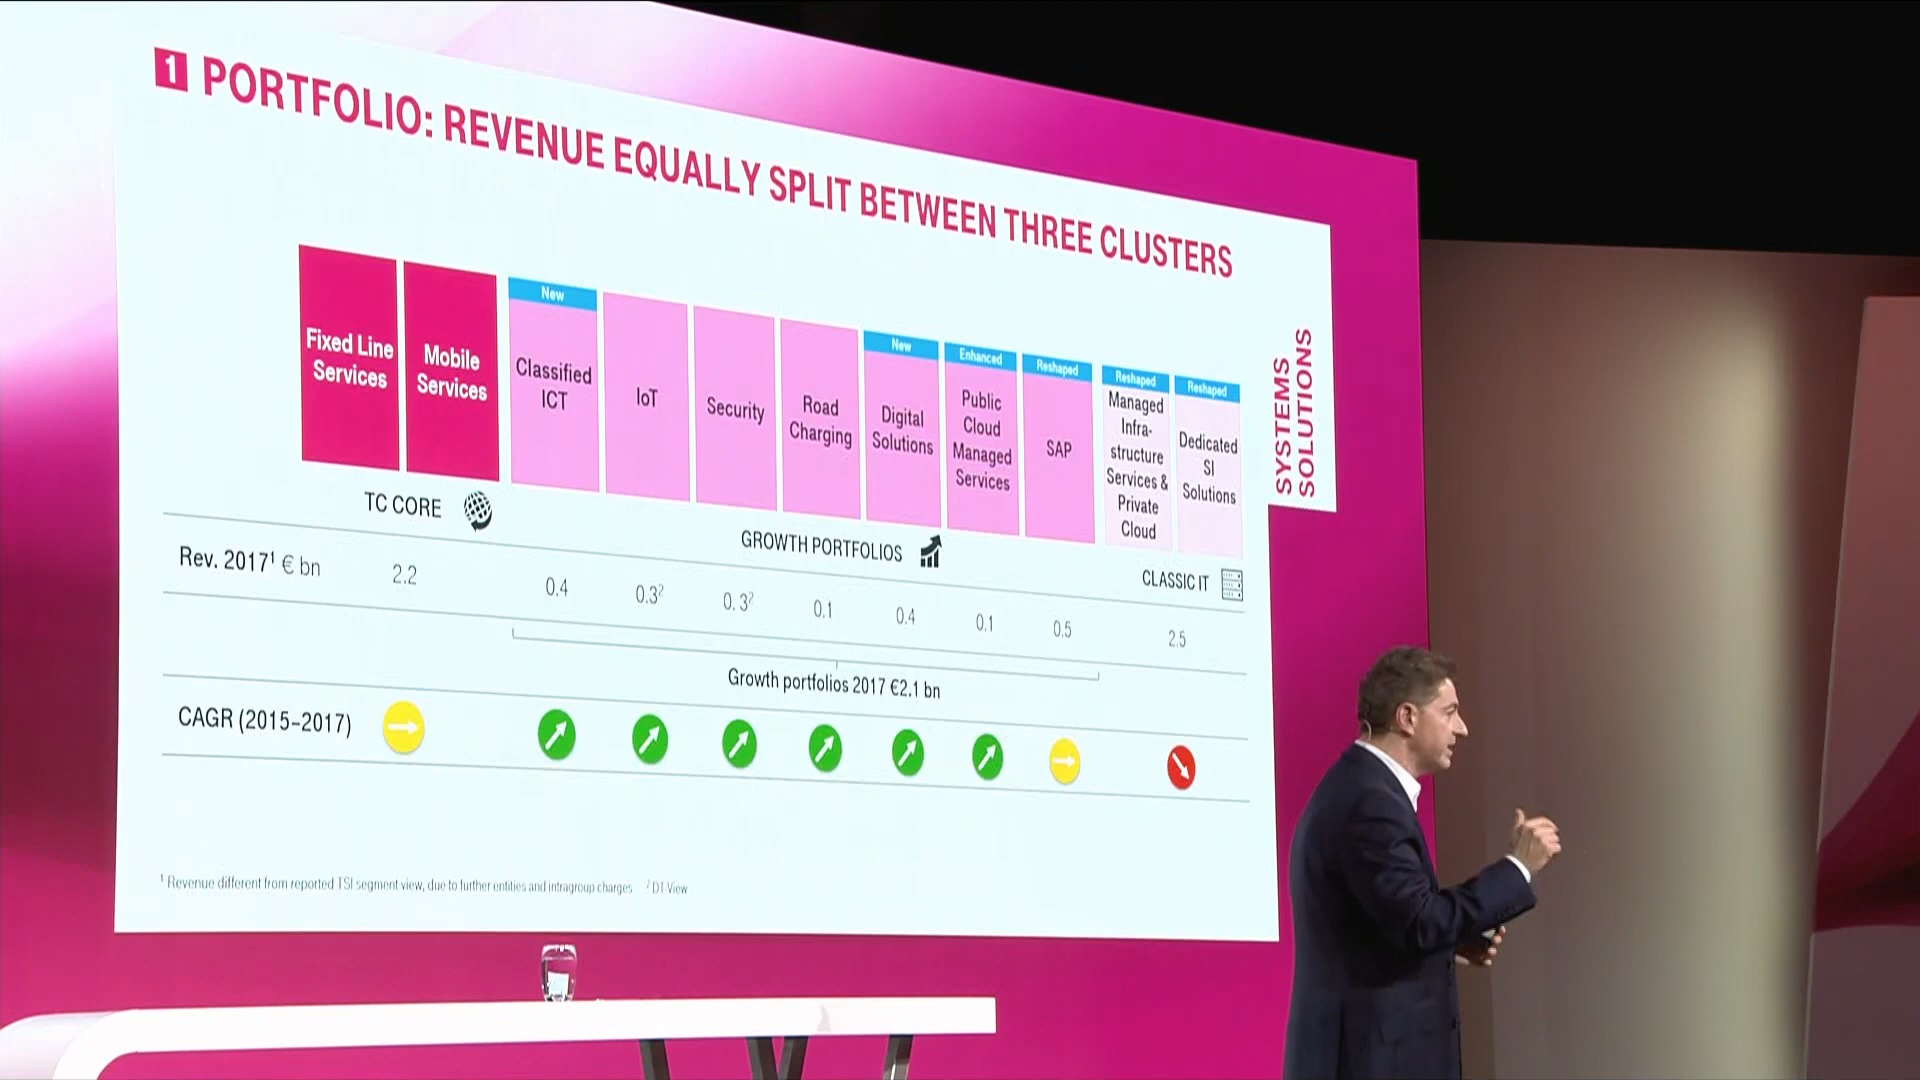 1 PORTFOLIO: REVENUE EQUALLY SPLIT BETWEEN THREE CLUSTERS
SYSTEMS
SOLUTIONS
Fixed Line
Services
Mobile
Services
New
Classified
ICT
IoT
Security
Road
Charging
New
Digital
Solutions
Enhanced
Public
Cloud
Managed
Services
Reshaped
SAP
Reshaped
Managed
Infra-
structure
Services &
Private
Cloud
Reshaped
Dedicated
SI
Solutions
TC CORE
GROWTH PORTFOLIOS
CLASSIC IT
Rev. 2017¹ € bn 2.2 0.4 0.3² 0.3² 0.1 0.4 0.1 0.5 2.5
Growth portfolios 2017 €2.1 bn
CAGR (2015–2017)
¹ Revenue different from reported TSI segment view, due to further entities and intragroup charges ² DT View